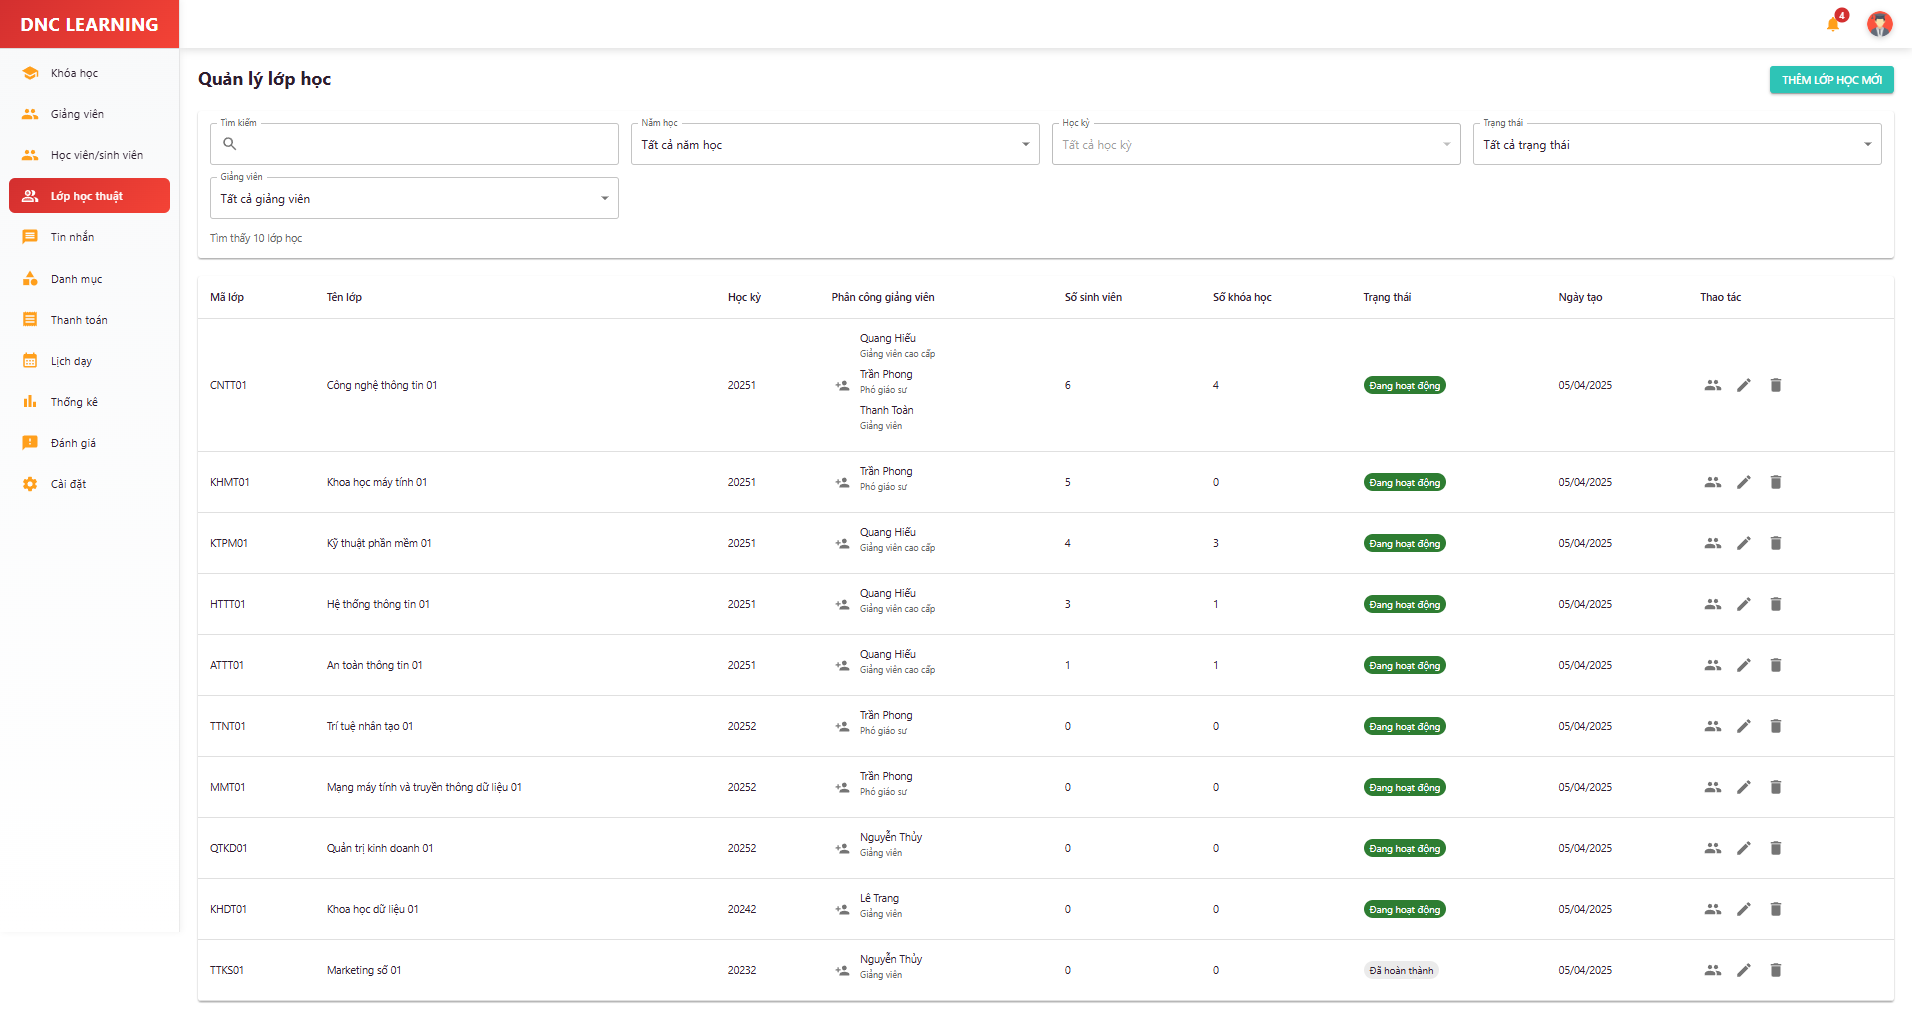 DNC LEARNING
4
Khóa học
Giảng viên
Học viên/sinh viên
Lớp học thuật
Tin nhắn
Danh mục
Thanh toán
Lịch dạy
Thống kê
Đánh giá
Cài đặt
Quản lý lớp học
THÊM LỚP HỌC MỚI
Tìm kiếm
Năm học
Tất cả năm học
Học kỳ
Tất cả học kỳ
Trạng thái
Tất cả trạng thái
Giảng viên
Tất cả giảng viên
Tìm thấy 10 lớp học
Mã lớp Tên lớp Học kỳ Phân công giảng viên Số sinh viên Số khóa học Trạng thái Ngày tạo Thao tác
Quang Hiếu
Giảng viên cao cấp
Trần Phong
CNTT01 Công nghệ thông tin 01 20251 6 4 Đang hoạt động 05/04/2025
Phó giáo sư
Thanh Toàn
Giảng viên
Trần Phong
KHMT01 Khoa học máy tính 01 20251 5 0 Đang hoạt động 05/04/2025
Phó giáo sư
Quang Hiếu
KTPM01 Kỹ thuật phần mềm 01 20251 4 3 Đang hoạt động 05/04/2025
Giảng viên cao cấp
Quang Hiếu
HTTT01 Hệ thống thông tin 01 20251 3 1 Đang hoạt động 05/04/2025
Giảng viên cao cấp
Quang Hiếu
ATTT01 An toàn thông tin 01 20251 1 1 Đang hoạt động 05/04/2025
Giảng viên cao cấp
Trần Phong
TTNT01 Trí tuệ nhân tạo 01 20252 0 0 Đang hoạt động 05/04/2025
Phó giáo sư
Trần Phong
MMT01 Mạng máy tính và truyền thông dữ liệu 01 20252 0 0 Đang hoạt động 05/04/2025
Phó giáo sư
Nguyễn Thủy
QTKD01 Quản trị kinh doanh 01 20252 0 0 Đang hoạt động 05/04/2025
Giảng viên
Lê Trang
KHDT01 Khoa học dữ liệu 01 20242 0 0 Đang hoạt động 05/04/2025
Giảng viên
Nguyễn Thủy
TTKS01 Marketing số 01 20232 0 0 Đã hoàn thành 05/04/2025
Giảng viên